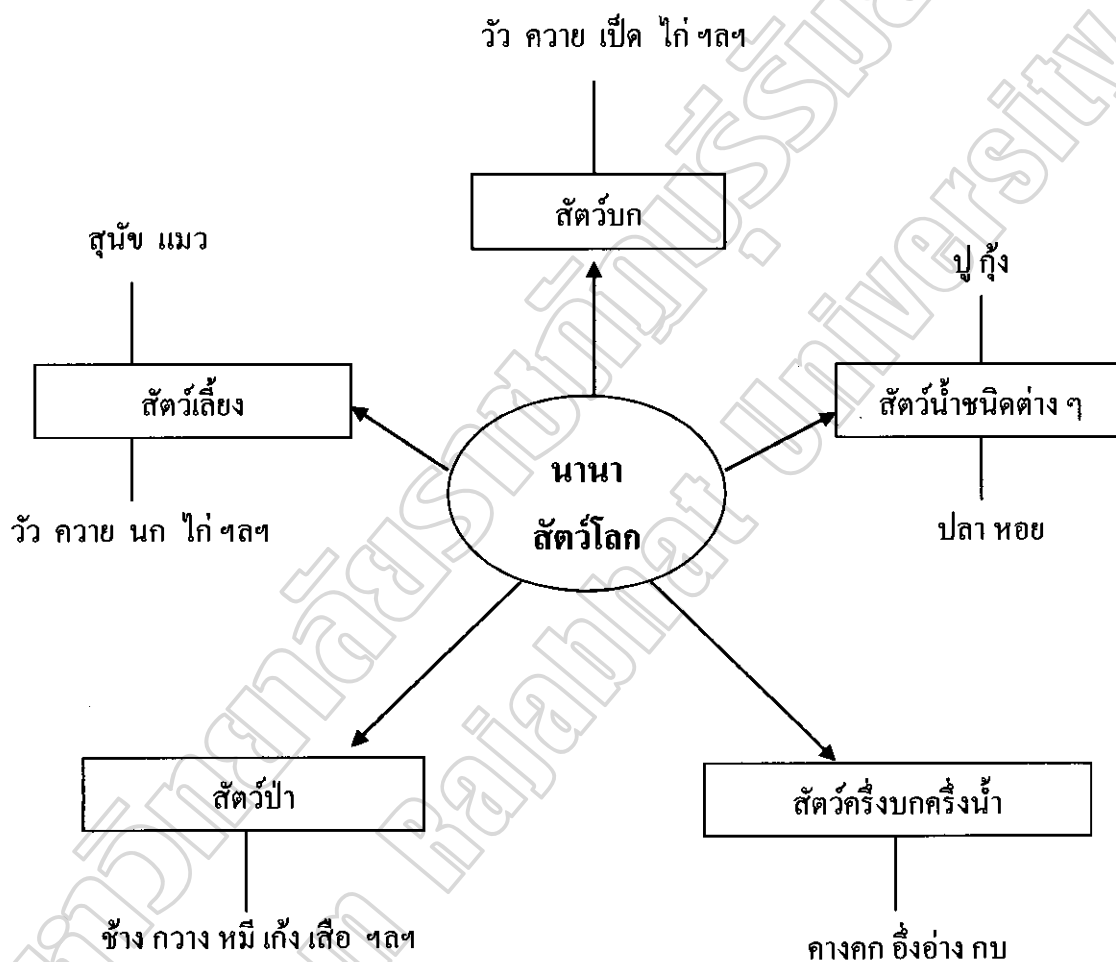 วัว ควาย เป็ด ไก่ ฯลฯ
สัตว์บก
สุนัข แมว
ปู กุ้ง
สัตว์เลี้ยง
สัตว์น้ำชนิดต่าง ๆ
นานา
สัตว์โลก
วัว ควาย นก ไก่ ฯลฯ
ปลา หอย
สัตว์ป่า
สัตว์ครึ่งบกครึ่งน้ำ
ช้าง กวาง หมี เก้ง เสือ ฯลฯ
คางคก อึ่งอ่าง กบ
Rajabhat University